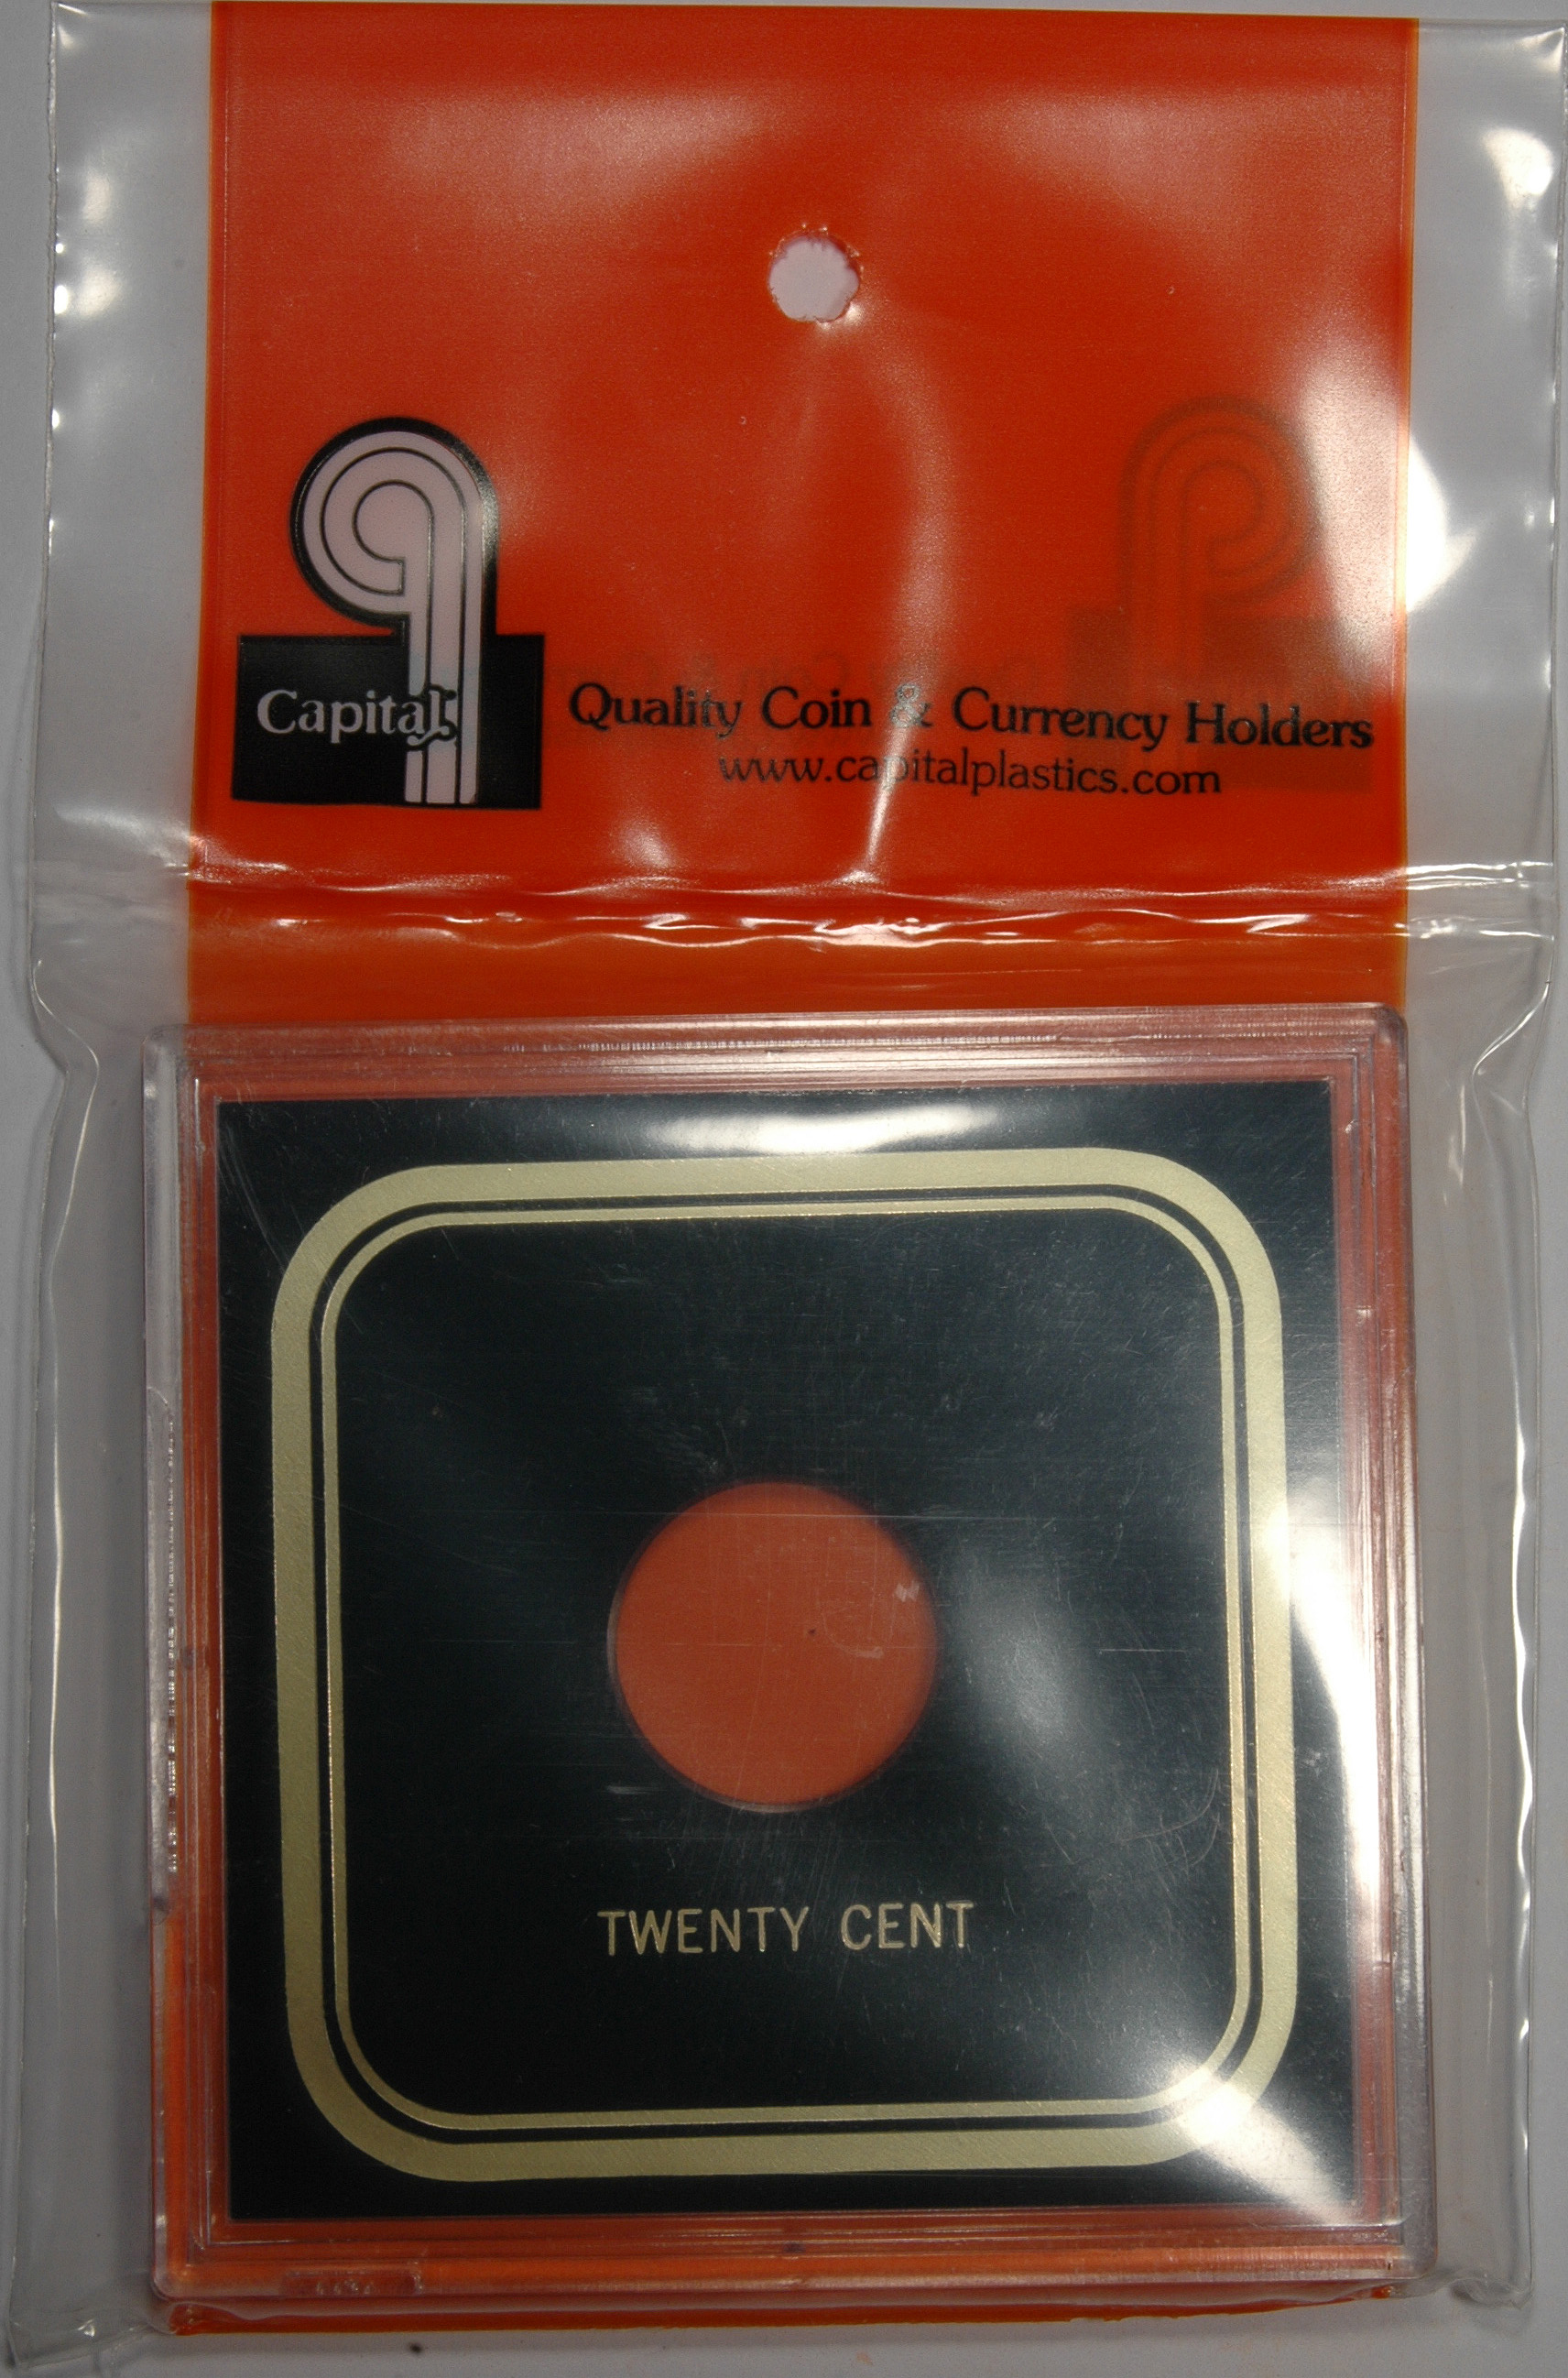 Capital
Quality Coin & Currency Holders
www.capitalplastics.com
TWENTY CENT